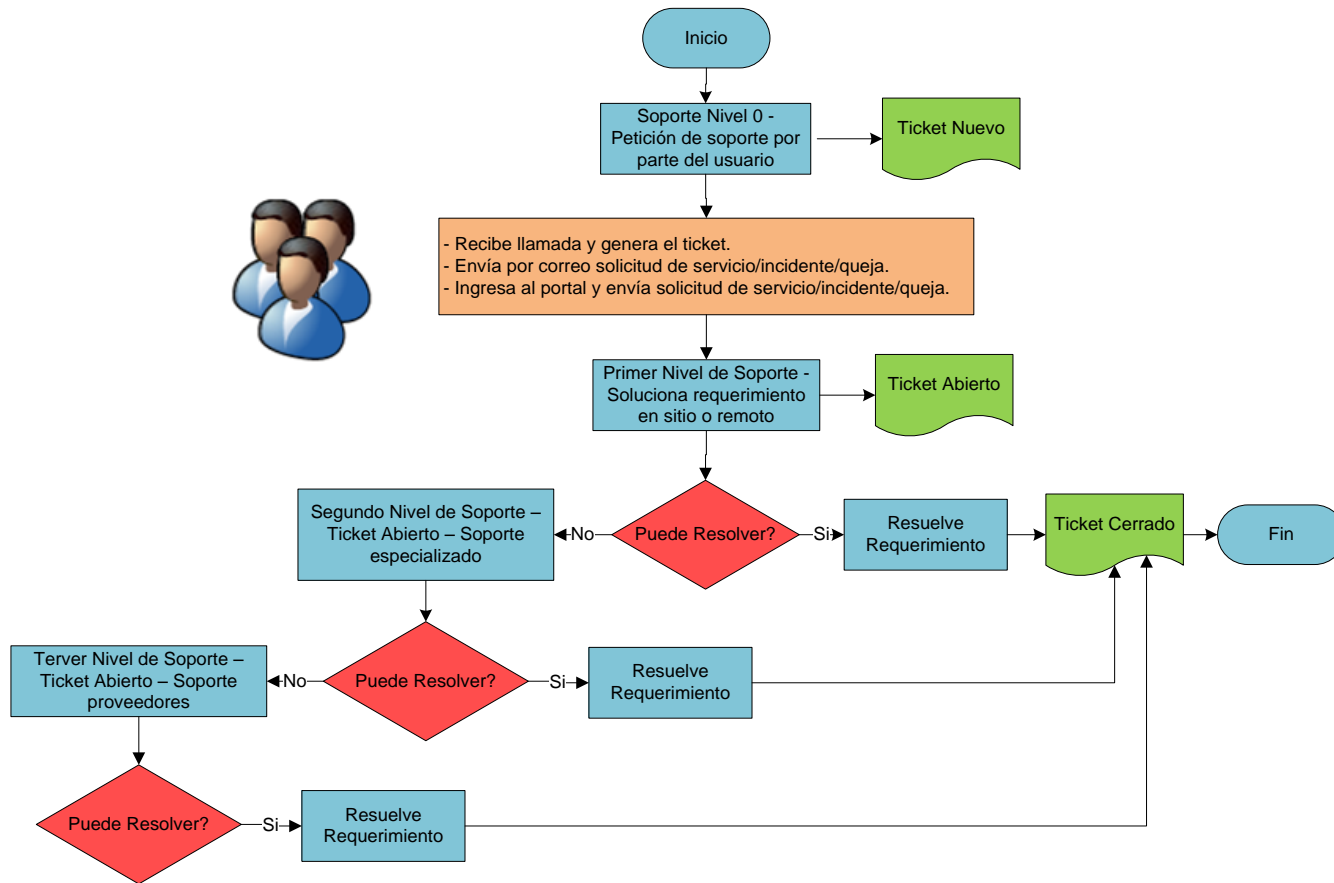 Inicio
Soporte Nivel 0 -
Petición de soporte por
parte del usuario
Ticket Nuevo
- Recibe llamada y genera el ticket.
- Envía por correo solicitud de servicio/incidente/queja.
- Ingresa al portal y envía solicitud de servicio/incidente/queja.
Primer Nivel de Soporte -
Soluciona requerimiento
en sitio o remoto
Ticket Abierto
Segundo Nivel de Soporte –
Ticket Abierto – Soporte
especializado
No
Puede Resolver?
Si
Resuelve
Requerimiento
Ticket Cerrado
Fin
Terver Nivel de Soporte –
Ticket Abierto – Soporte
proveedores
No
Puede Resolver?
Si
Resuelve
Requerimiento
Puede Resolver?
Si
Resuelve
Requerimiento